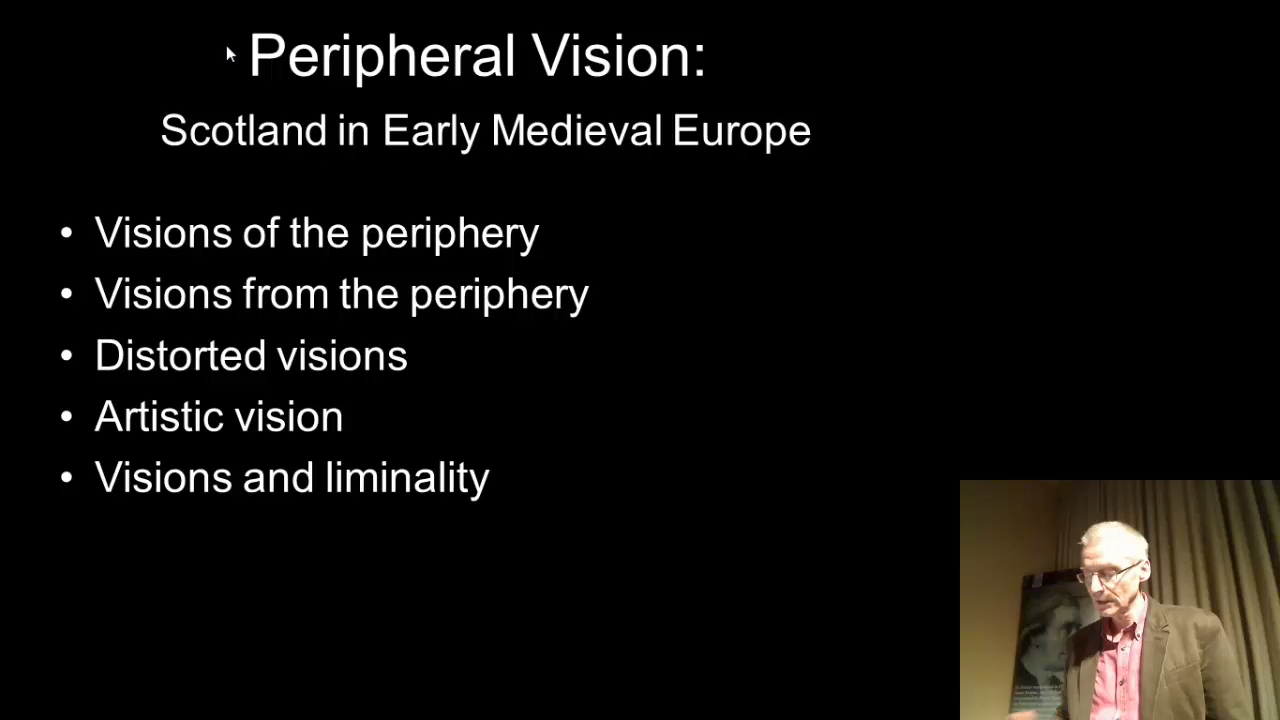 Peripheral Vision:
Scotland in Early Medieval Europe
• Visions of the periphery
• Visions from the periphery
• Distorted visions
• Artistic vision
• Visions and liminality